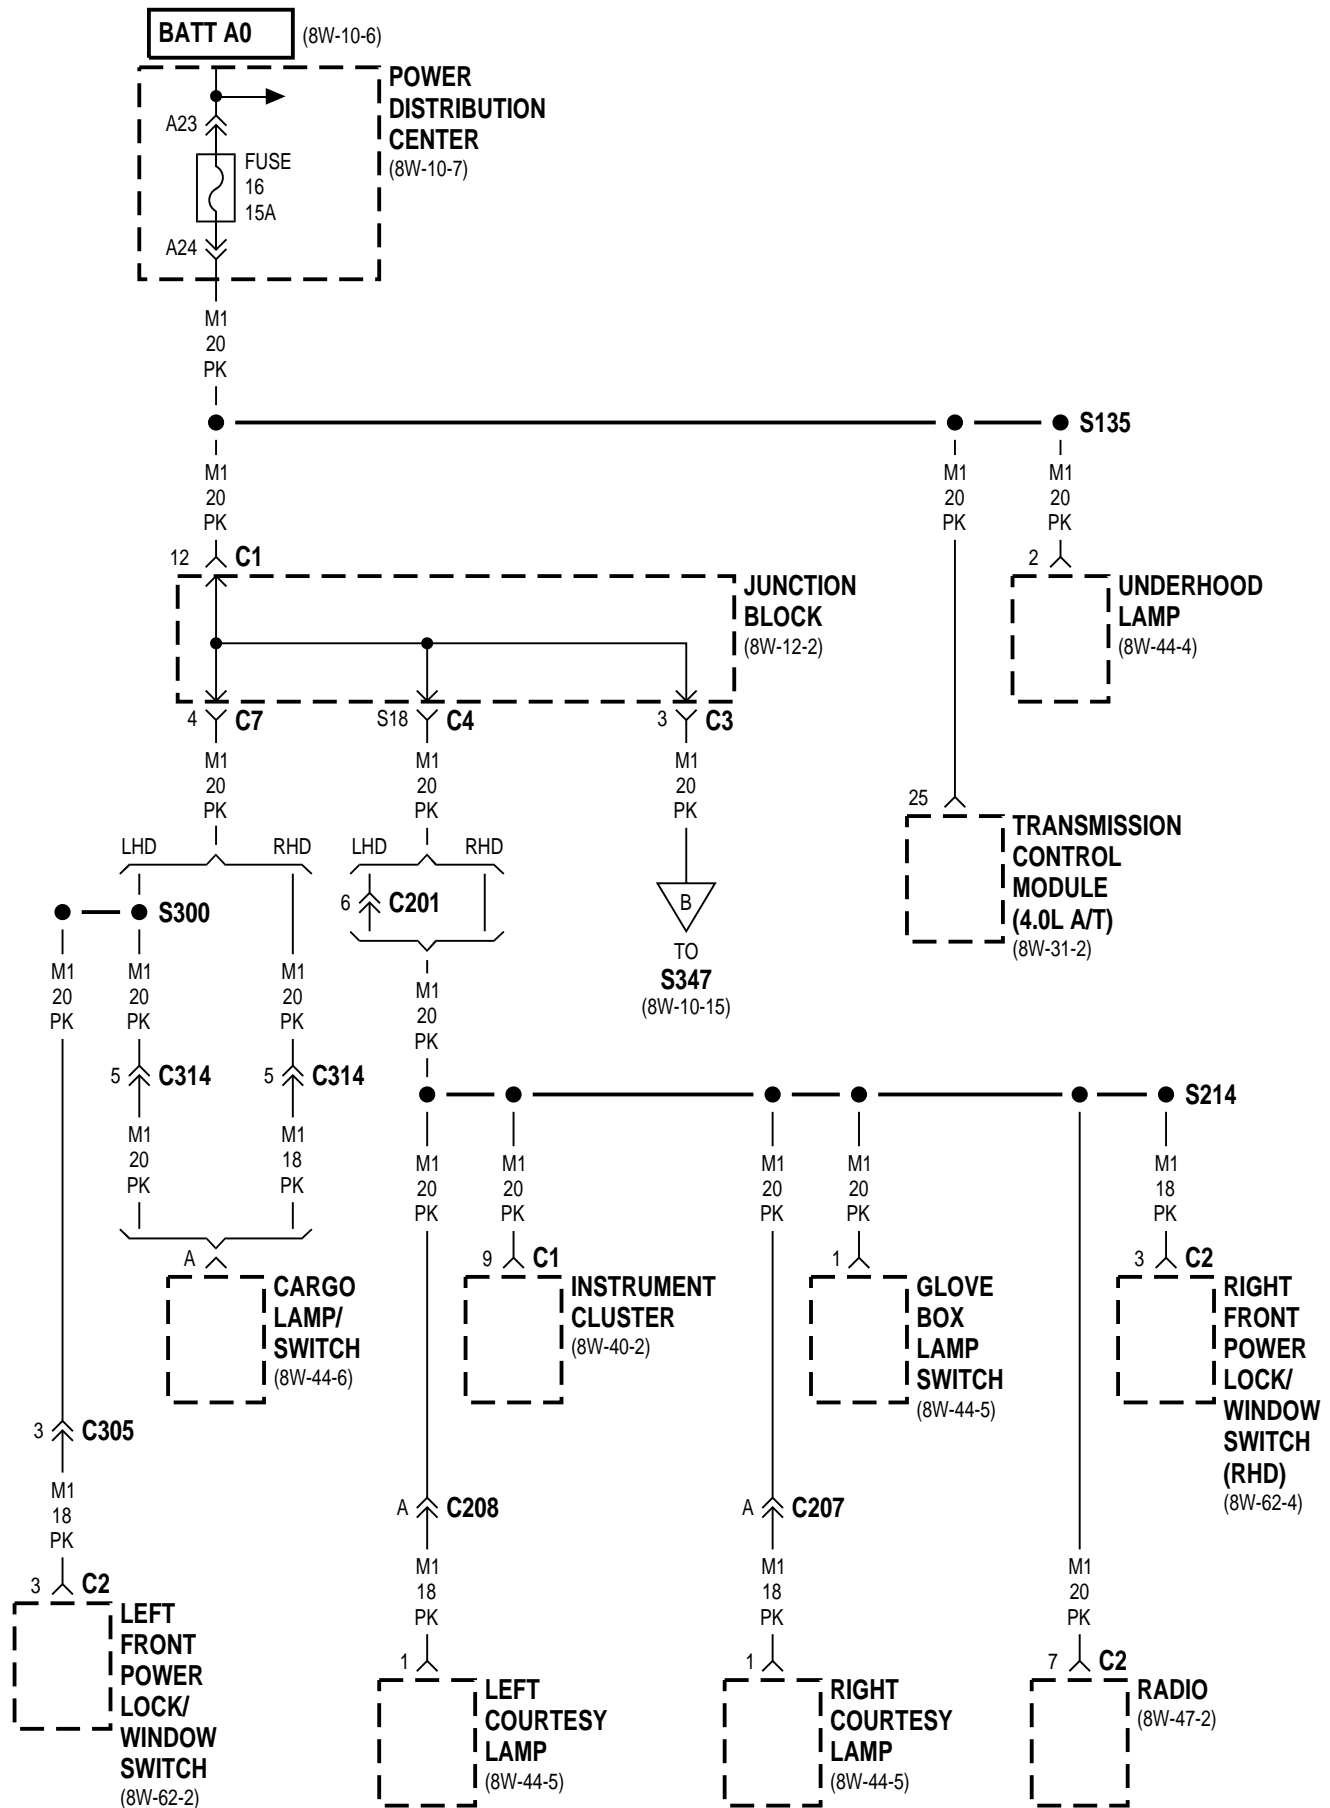 BATT A0 (8W-10-6)
POWER
DISTRIBUTION
CENTER
(8W-10-7)
A23
FUSE
16
15A
A24
M1
20
PK
S135
M1
20
PK
M1
20
PK
M1
20
PK
12 C1
2
JUNCTION
BLOCK
(8W-12-2)
UNDERHOOD
LAMP
(8W-44-4)
4 C7
S18 C4
3 C3
M1
20
PK
M1
20
PK
M1
20
PK
25
TRANSMISSION
CONTROL
MODULE
(4.0L A/T)
(8W-31-2)
LHD RHD
LHD RHD
S300
6 C201
B
TO
S347
(8W-10-15)
M1
20
PK
M1
20
PK
M1
20
PK
M1
20
PK
5 C314
5 C314
S214
M1
20
PK
M1
18
PK
M1
20
PK
M1
20
PK
M1
20
PK
M1
20
PK
M1
18
PK
A
CARGO
LAMP/
SWITCH
(8W-44-6)
9 C1
INSTRUMENT
CLUSTER
(8W-40-2)
1
GLOVE
BOX
LAMP
SWITCH
(8W-44-5)
3 C2
RIGHT
FRONT
POWER
LOCK/
WINDOW
SWITCH
(RHD)
(8W-62-4)
3 C305
M1
18
PK
A C208
A C207
M1
18
PK
M1
18
PK
M1
20
PK
3 C2
LEFT
FRONT
POWER
LOCK/
WINDOW
SWITCH
(8W-62-2)
1
LEFT
COURTESY
LAMP
(8W-44-5)
1
RIGHT
COURTESY
LAMP
(8W-44-5)
7 C2
RADIO
(8W-47-2)